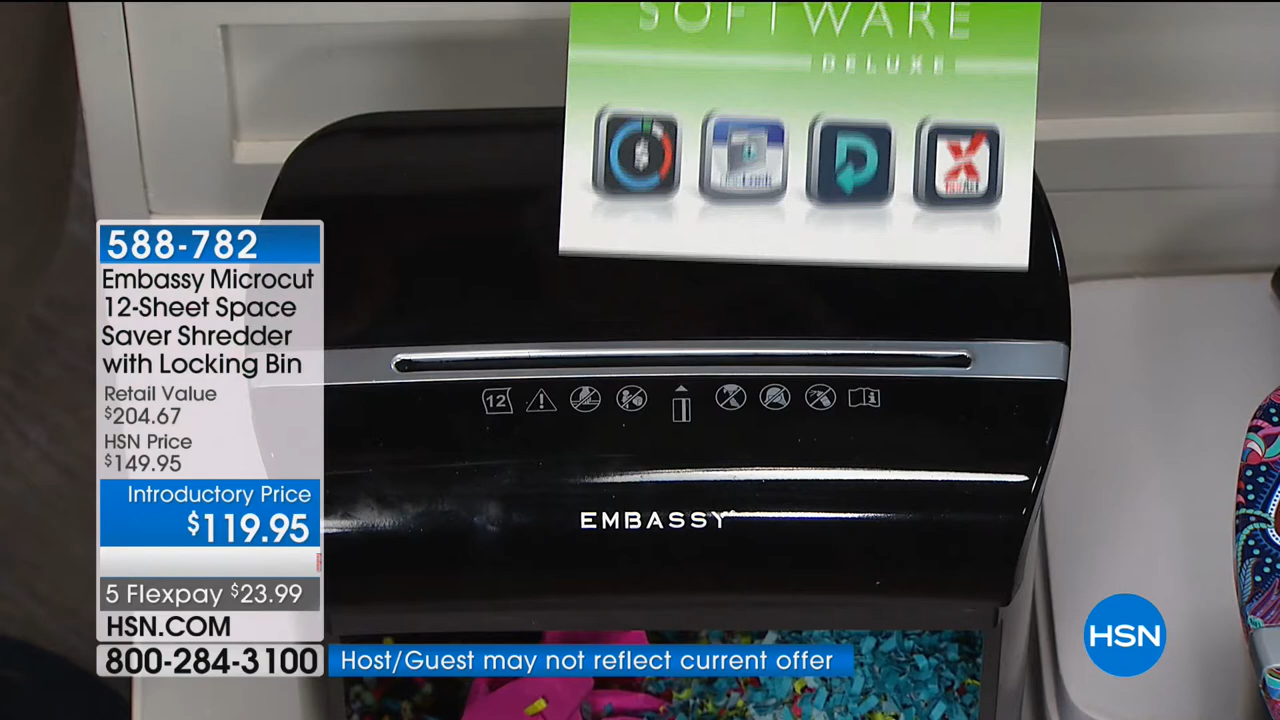 SOFTWARE
DELUXE
588-782
Embassy Microcut
12-Sheet Space
Saver Shredder
with Locking Bin
Retail Value
$204.67
HSN Price
$149.95
Introductory Price
$119.95
5 Flexpay $23.99
HSN.COM
800-284-3100
Host/Guest may not reflect current offer
12
EMBASSY
HSN